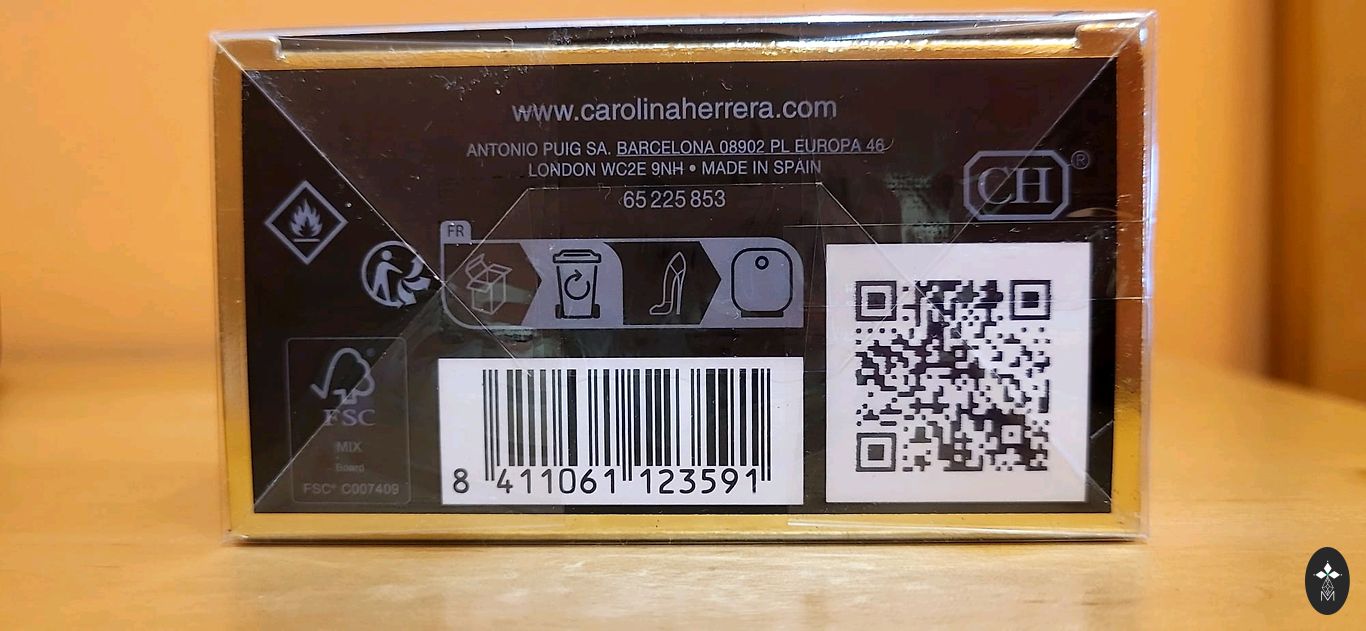 www.carolinaherrera.com
ANTONIO PUIG SA. BARCELONA 08902 PL EUROPA 46
LONDON WC2E 9NH • MADE IN SPAIN
65 225 853
CH®
FR
FSC®
MIX
Board
FSC® C007409
8 411061 123591
M